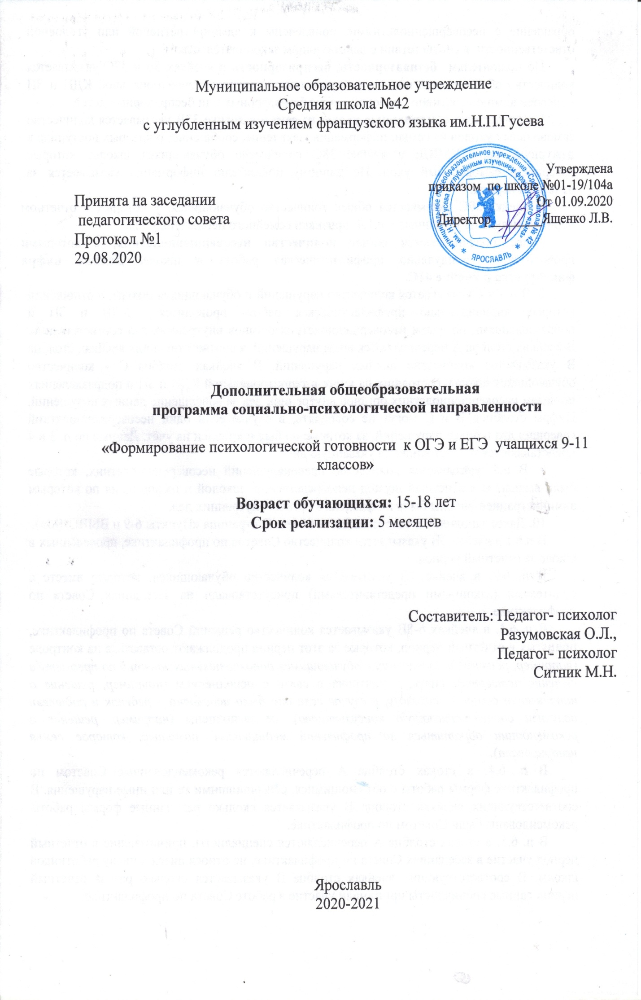 Муниципальное образовательное учреждение
Средняя школа №42
с углубленным изучением французского языка им.Н.П.Гусева
Утверждена
приказом по школе №01-19/104а
От 01.09.2020
Директор________Ященко Л.В.
муниципальное общеобразовательное учреждение «Средняя школа № 42
им. Н.П. Гусева с углублённым изучением французского языка»
* ЯРОСЛАВЛЬ *
Принята на заседании
педагогического совета
Протокол №1
29.08.2020
Дополнительная общеобразовательная
программа социально-психологической направленности
«Формирование психологической готовности к ОГЭ и ЕГЭ учащихся 9-11
классов»
Возраст обучающихся: 15-18 лет
Срок реализации: 5 месяцев
Составитель: Педагог- психолог
Разумовская О.Л.,
Педагог- психолог
Ситник М.Н.
Ярославль
2020-2021